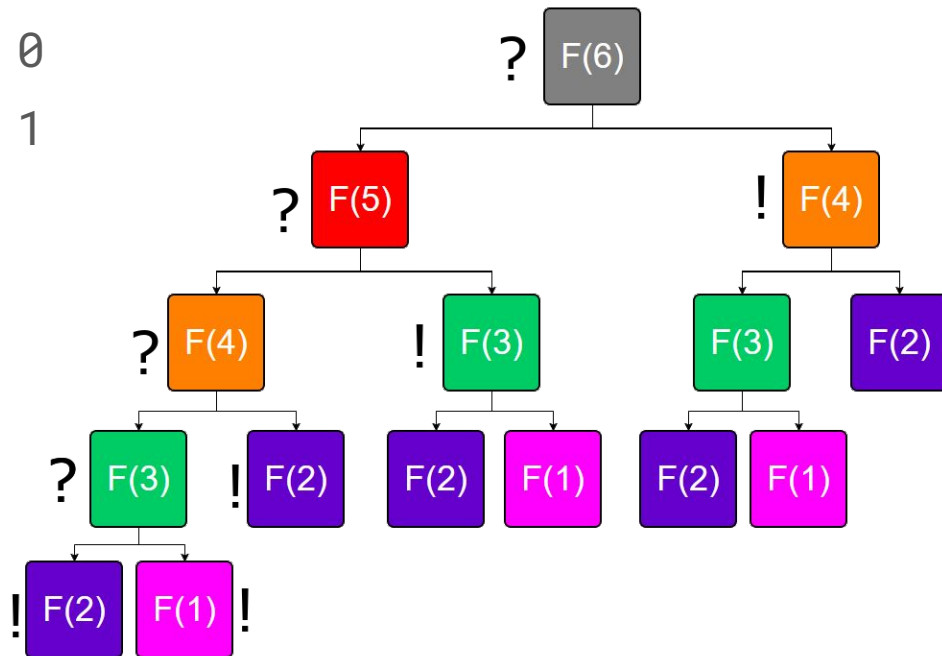 0
? F(6)
1
? F(5) ! F(4)
? F(4) ! F(3) F(3) F(2)
? F(3) ! F(2) F(2) F(1) F(2) F(1)
! F(2) F(1) !